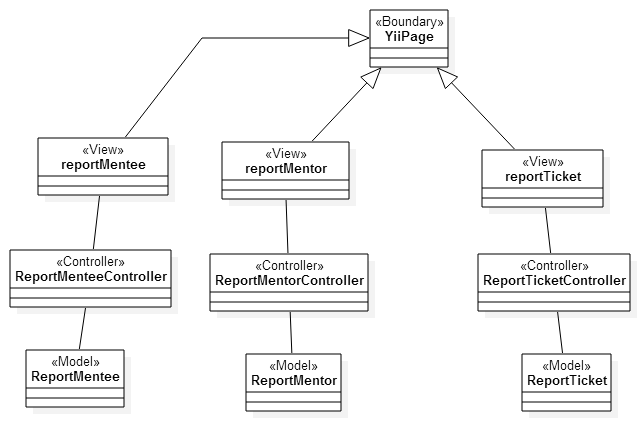 «Boundary»
YiiPage
«View»
reportMentee
«View»
reportMentor
«View»
reportTicket
«Controller»
ReportMenteeController
«Controller»
ReportMentorController
«Controller»
ReportTicketController
«Model»
ReportMentee
«Model»
ReportMentor
«Model»
ReportTicket